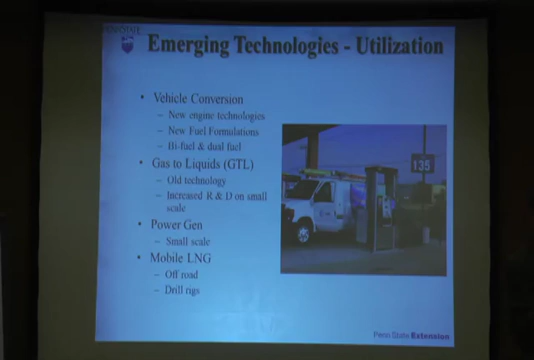 PENNSTATE
Emerging Technologies - Utilization
• Vehicle Conversion
– New engine technologies
– New Fuel Formulations
– Bi-fuel & dual fuel
• Gas to Liquids (GTL)
– Old technology
– Increased R & D on small
scale
• Power Gen
– Small scale
• Mobile LNG
– Off road
– Drill rigs
135
Penn State Extension